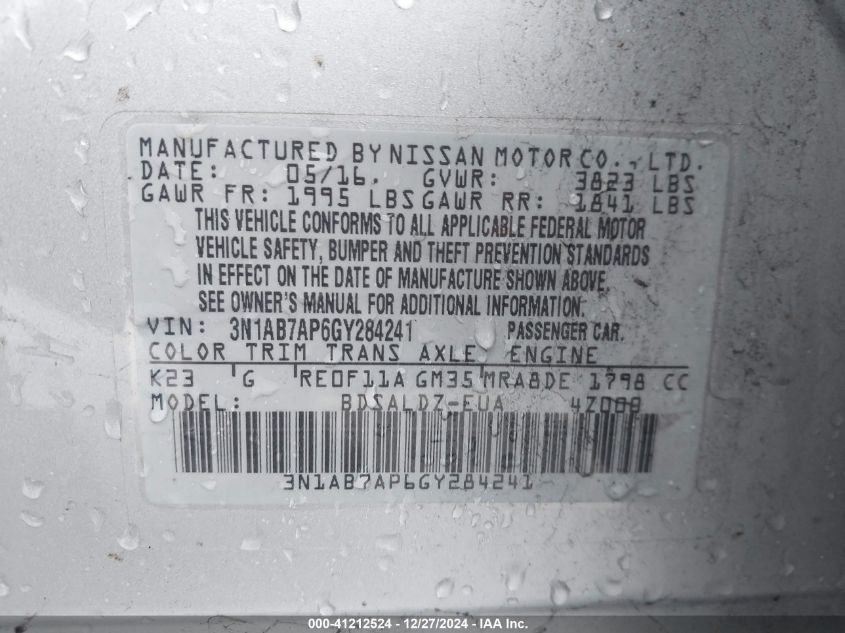 MANUFACTURED BY NISSAN MOTOR CO., LTD.
DATE: 05/16. GVWR: 3823 LBS
GAWR FR: 1995 LBS GAWR RR: 1841 LBS
THIS VEHICLE CONFORMS TO ALL APPLICABLE FEDERAL MOTOR
VEHICLE SAFETY, BUMPER AND THEFT PREVENTION STANDARDS
IN EFFECT ON THE DATE OF MANUFACTURE SHOWN ABOVE.
SEE OWNER'S MANUAL FOR ADDITIONAL INFORMATION.
VIN: 3N1AB7AP6GY284241 PASSENGER CAR.
COLOR TRIM TRANS AXLE ENGINE
K23 G RE0F11A GM35 MRA8DE 1798 CC
MODEL: BDSALDZ-EUA
3N1AB7AP6GY284241
000-41212524 - 12/27/2024 - IAA Inc.